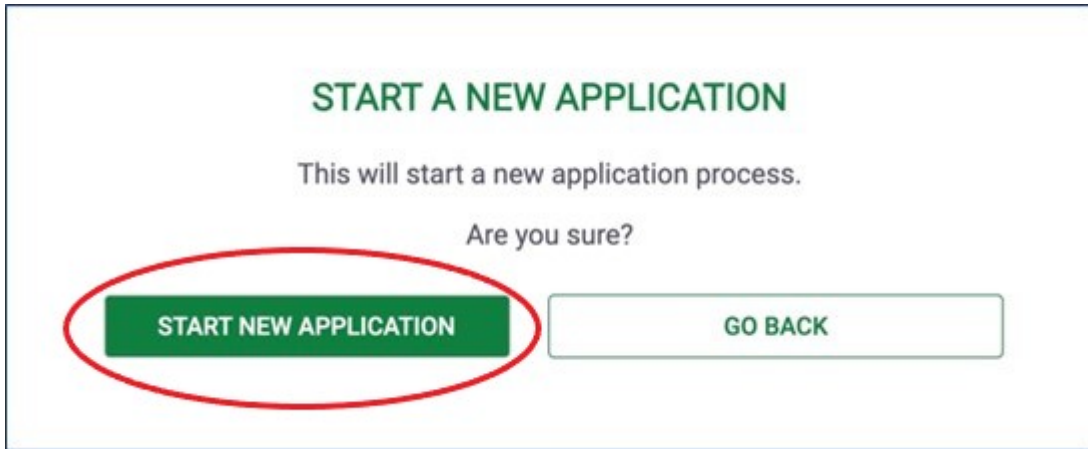 START A NEW APPLICATION
This will start a new application process.
Are you sure?
START NEW APPLICATION
GO BACK